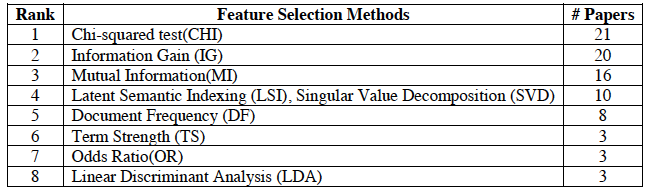 Rank Feature Selection Methods # Papers
1 Chi-squared test(CHI) 21
2 Information Gain (IG) 20
3 Mutual Information(MI) 16
4 Latent Semantic Indexing (LSI), Singular Value Decomposition (SVD) 10
5 Document Frequency (DF) 8
6 Term Strength (TS) 3
7 Odds Ratio(OR) 3
8 Linear Discriminant Analysis (LDA) 3